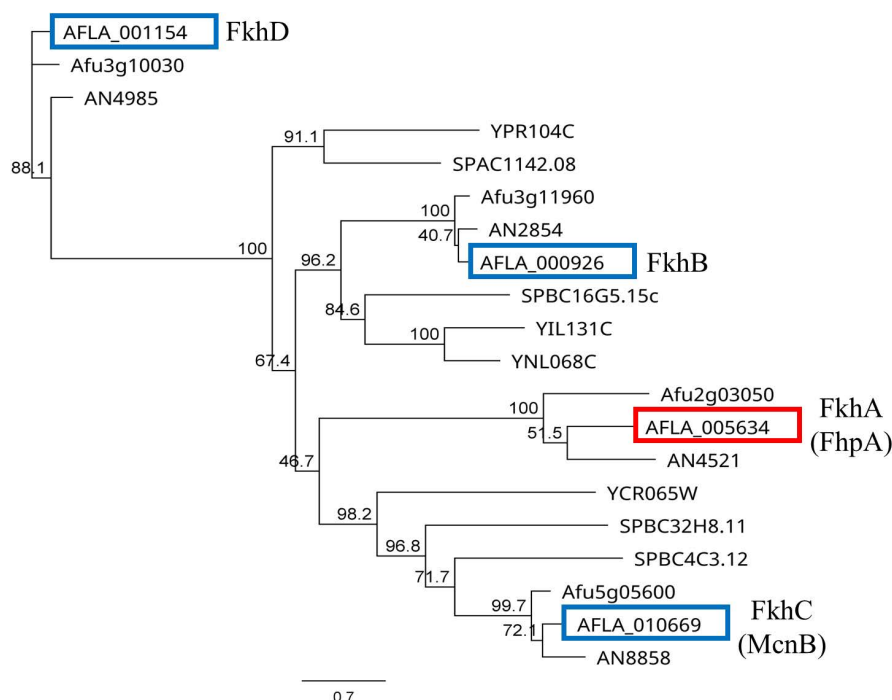 AFLA_001154 FkhD
Afu3g10030
AN4985
88.1
YPR104C
91.1
SPAC1142.08
Afu3g11960
100
AN2854
40.7
AFLA_000926 FkhB
100
96.2
SPBC16G5.15c
84.6
YIL131C
100
YNL068C
67.4
Afu2g03050
100
AFLA_005634 FkhA
(FhpA)
51.5
AN4521
46.7
YCR065W
98.2
SPBC32H8.11
96.8
SPBC4C3.12
71.7
Afu5g05600
99.7
AFLA_010669 FkhC
(McnB)
72.1
AN8858
0.7